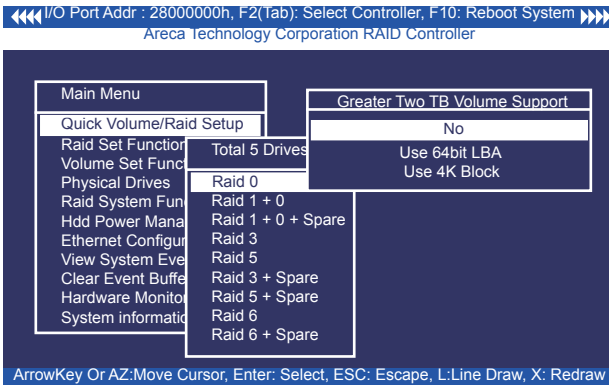 I/O Port Addr : 28000000h, F2(Tab): Select Controller, F10: Reboot System
Areca Technology Corporation RAID Controller
Main Menu
Quick Volume/Raid Setup
Raid Set Function
Volume Set Funct
Physical Drives
Raid System Fun
Hdd Power Mana
Ethernet Configur
View System Eve
Clear Event Buffe
Hardware Monitor
System informatio
Total 5 Drives
Raid 0
Raid 1 + 0
Raid 1 + 0 + Spare
Raid 3
Raid 5
Raid 3 + Spare
Raid 5 + Spare
Raid 6
Raid 6 + Spare
Greater Two TB Volume Support
No
Use 64bit LBA
Use 4K Block
ArrowKey Or AZ:Move Cursor, Enter: Select, ESC: Escape, L:Line Draw, X: Redraw